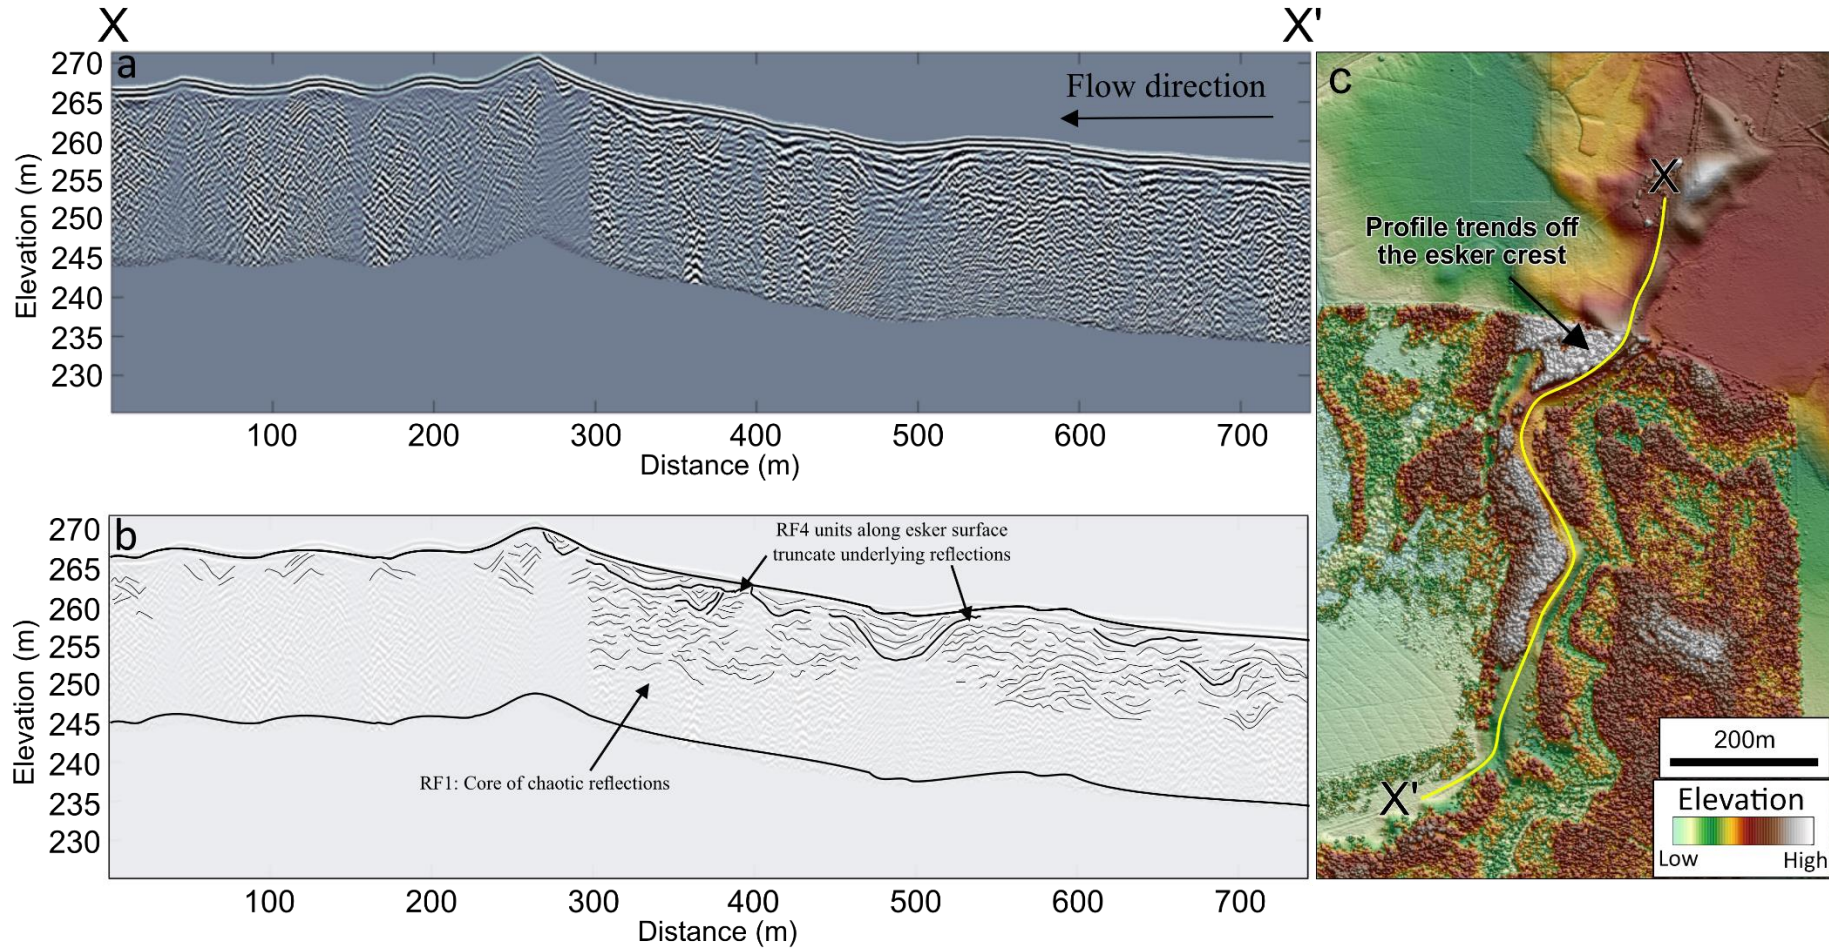 X
X'
a
270
265
260
255
250
245
240
235
230
Elevation (m)
Flow direction
100
200
300
400
500
600
700
Distance (m)
b
270
265
260
255
250
245
240
235
230
Elevation (m)
RF4 units along esker surface
truncate underlying reflections
RF1: Core of chaotic reflections
100
200
300
400
500
600
700
Distance (m)
c
X
Profile trends off
the esker crest
X'
200m
Elevation
Low
High